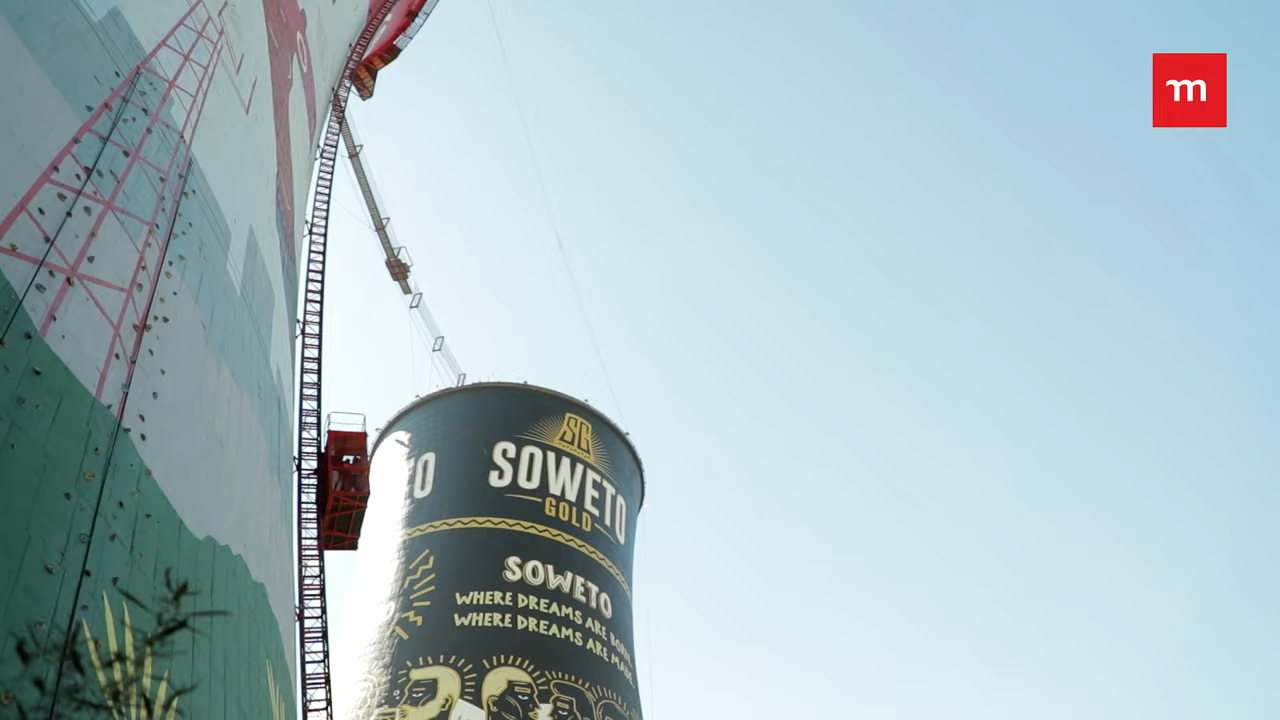 m
SG
SOWETO
GOLD
TO
SOWETO
WHERE DREAMS ARE BORN.
WHERE DREAMS ARE MADE